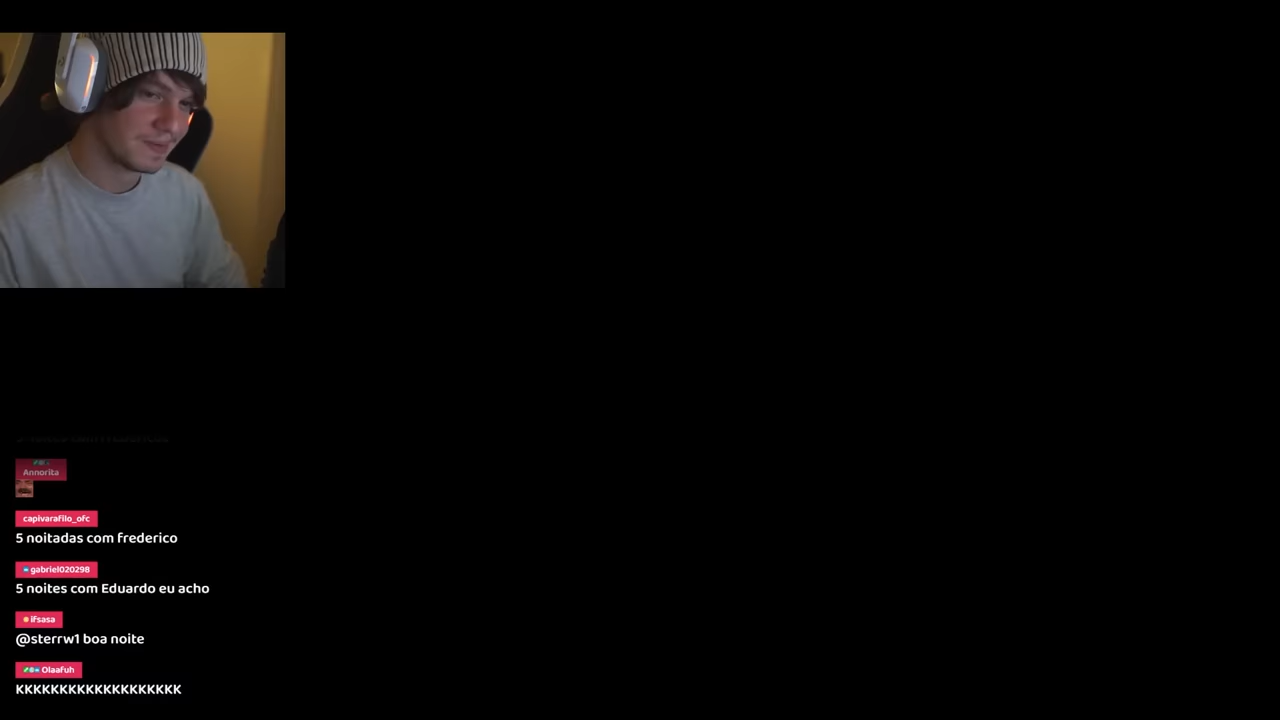 Annorita
capivarafilo_ofc
5 noitadas com frederico
gabriel020298
5 noites com Eduardo eu acho
ifsasa
@sterrw1 boa noite
Olaafuh
KKKKKKKKKKKKKKKKKKK